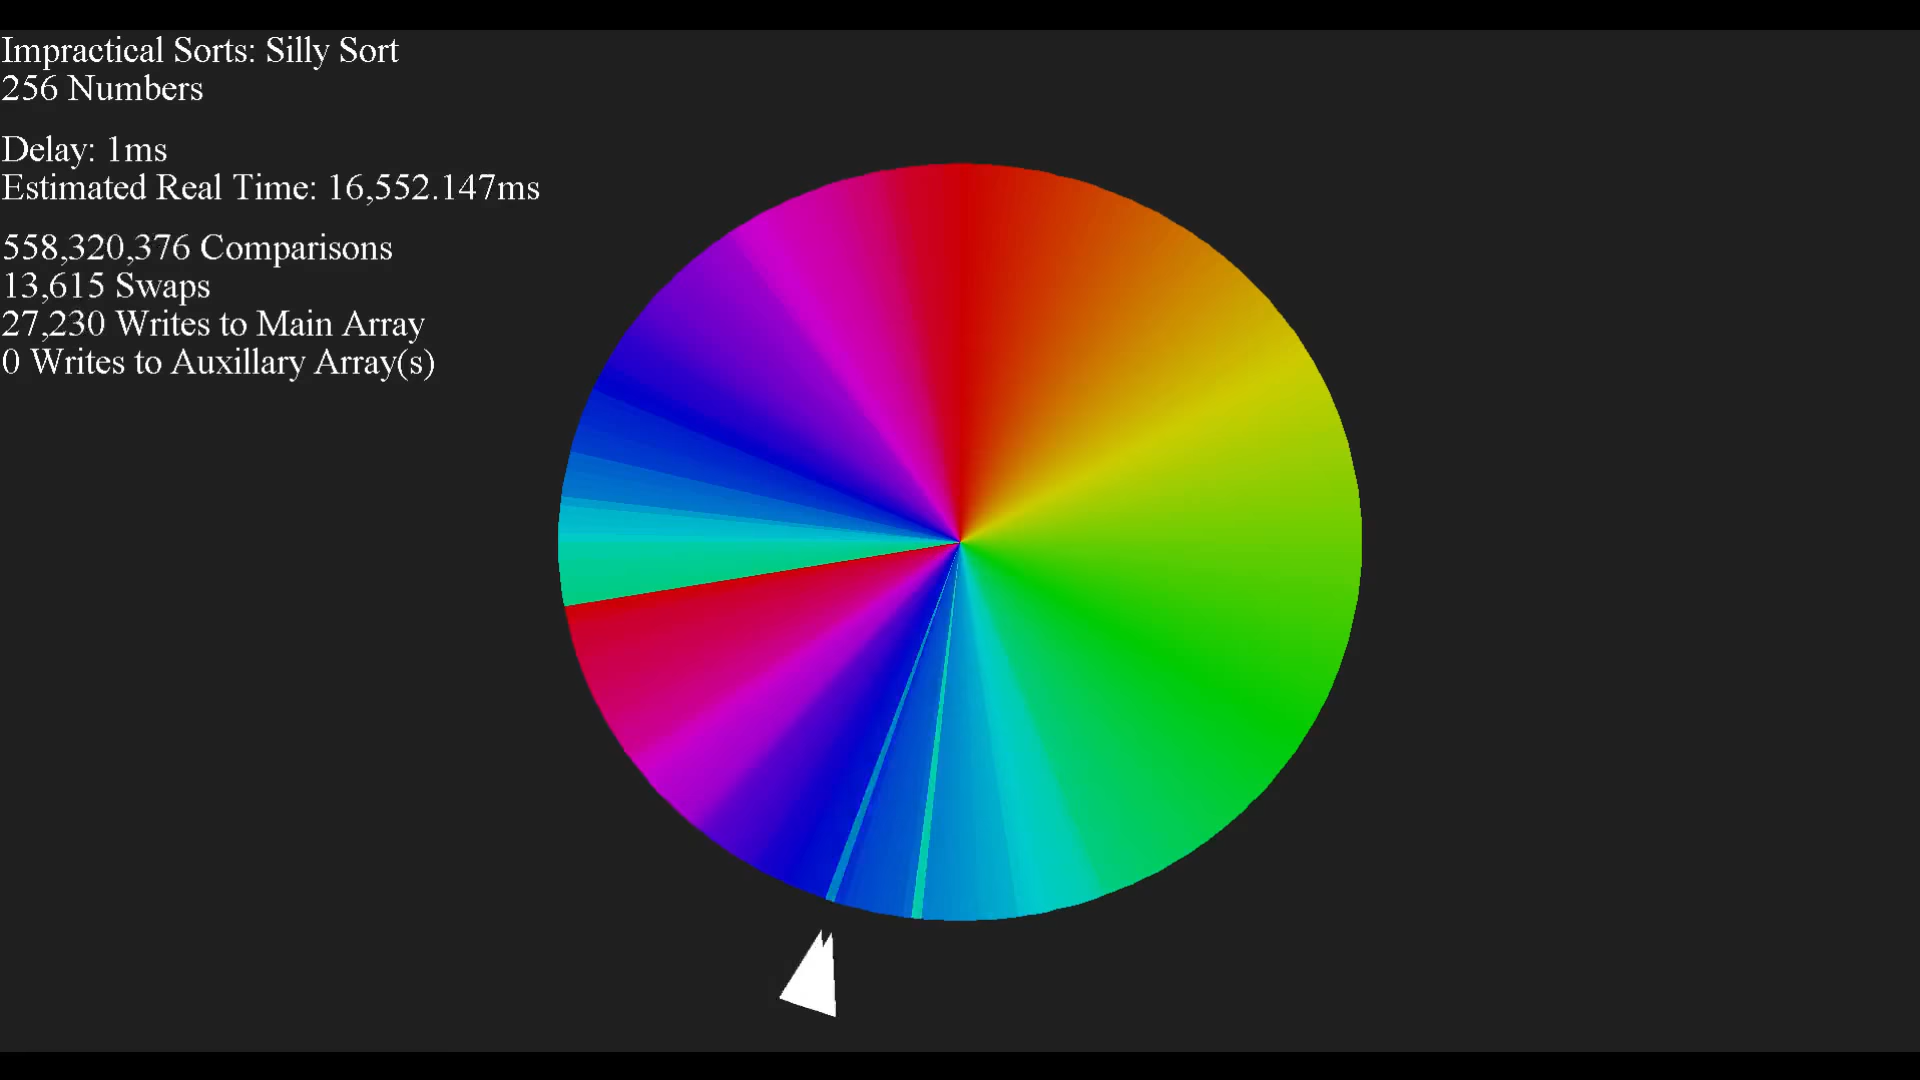 Impractical Sorts: Silly Sort
256 Numbers
Delay: 1ms
Estimated Real Time: 16,552.147ms
558,320,376 Comparisons
13,615 Swaps
27,230 Writes to Main Array
0 Writes to Auxillary Array(s)